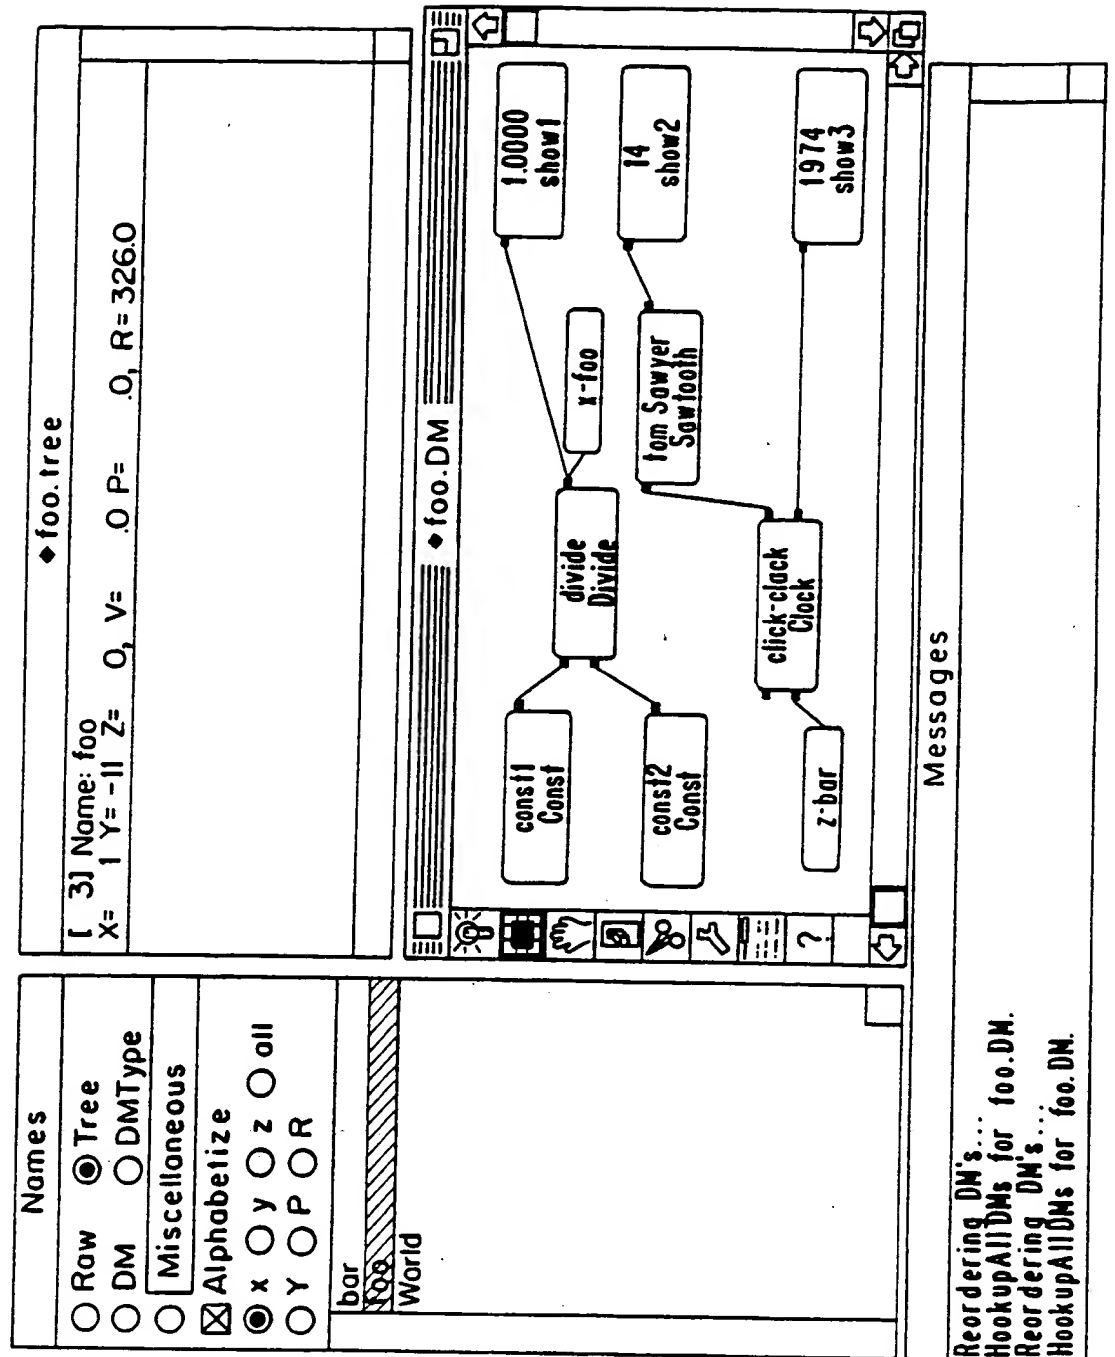 Names
Raw Tree
DM DMType
Miscellaneous
Alphabetize
x y z all
Y P R
bar
foo
World
◆foo.tree
[ 3] Name: foo
X= 1 Y= -11 Z= 0, V= .0 P= .0, R= 326.0
◆foo.DM
?
const1
Const
const2
Const
z-bar
divide
Divide
click-clack
Clock
x-foo
tom Sawyer
Sawtooth
1.0000
show1
14
show2
1974
show3
Messages
Reordering DM's....
HookupAllDMs for foo.DM.
Reordering DM's....
HookupAllDMs for foo.DM.